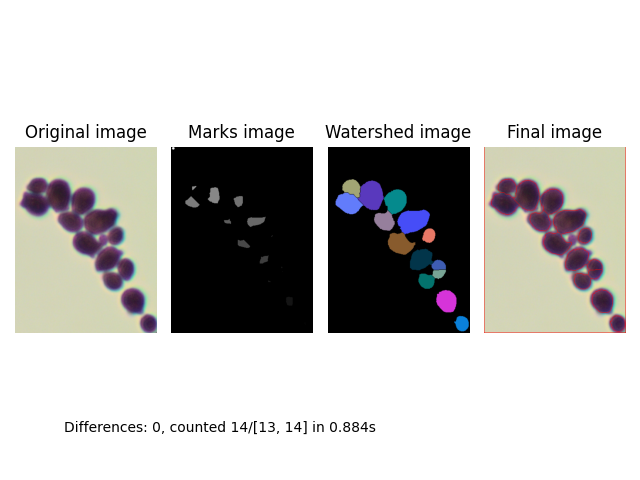 Original image
Marks image
Watershed image
Final image
Differences: 0, counted 14/[13, 14] in 0.884s